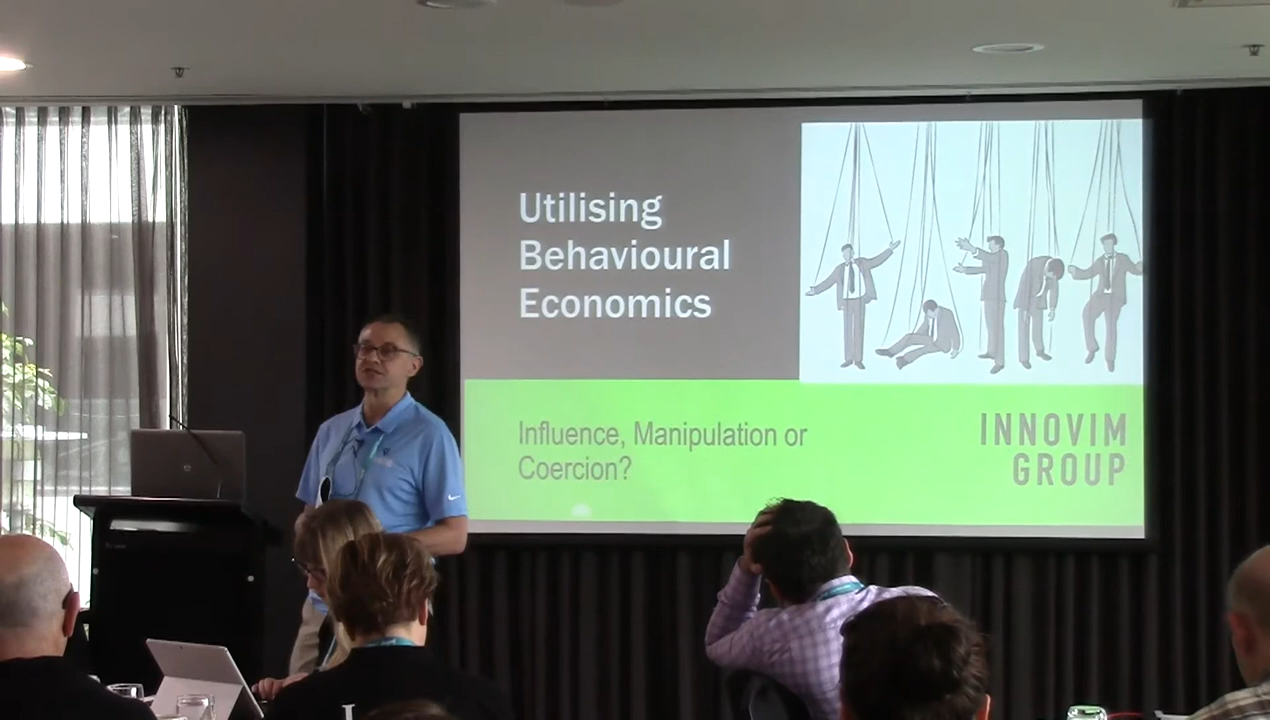 Utilising
Behavioural
Economics
Influence, Manipulation or
Coercion?
INNOVIM
GROUP